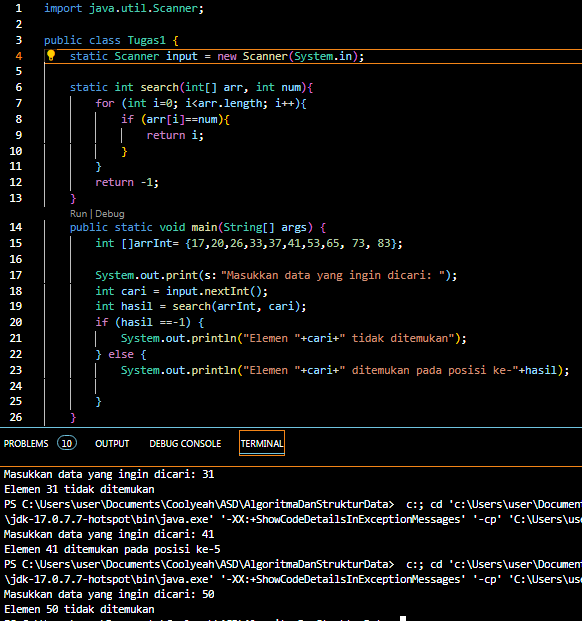 1 import java.util.Scanner;
2
3 public class Tugas1 {
4 static Scanner input = new Scanner(System.in);
5
6 static int search(int[] arr, int num){
7 for (int i=0; i<arr.length; i++){
8 if (arr[i]==num){
9 return i;
10 }
11 }
12 return -1;
13 }
Run | Debug
14 public static void main(String[] args) {
15 int []arrInt= {17,20,26,33,37,41,53,65, 73, 83};
16
17 System.out.print(s: "Masukkan data yang ingin dicari: ");
18 int cari = input.nextInt();
19 int hasil = search(arrInt, cari);
20 if (hasil ==-1) {
21 System.out.println("Elemen "+cari+" tidak ditemukan");
22 } else {
23 System.out.println("Elemen "+cari+" ditemukan pada posisi ke-"+hasil);
24
25 }
26 }
PROBLEMS 10 OUTPUT DEBUG CONSOLE TERMINAL
Masukkan data yang ingin dicari: 31
Elemen 31 tidak ditemukan
PS C:\Users\user\Documents\Coolyeah\ASD\AlgoritmaDanStrukturData> c:; cd 'c:\Users\user\Document
\jdk-17.0.7.7-hotspot\bin\java.exe' '-XX:+ShowCodeDetailsInExceptionMessages' '-cp' 'C:\Users\use
Masukkan data yang ingin dicari: 41
Elemen 41 ditemukan pada posisi ke-5
PS C:\Users\user\Documents\Coolyeah\ASD\AlgoritmaDanStrukturData> c:; cd 'c:\Users\user\Document
\jdk-17.0.7.7-hotspot\bin\java.exe' '-XX:+ShowCodeDetailsInExceptionMessages' '-cp' 'C:\Users\use
Masukkan data yang ingin dicari: 50
Elemen 50 tidak ditemukan